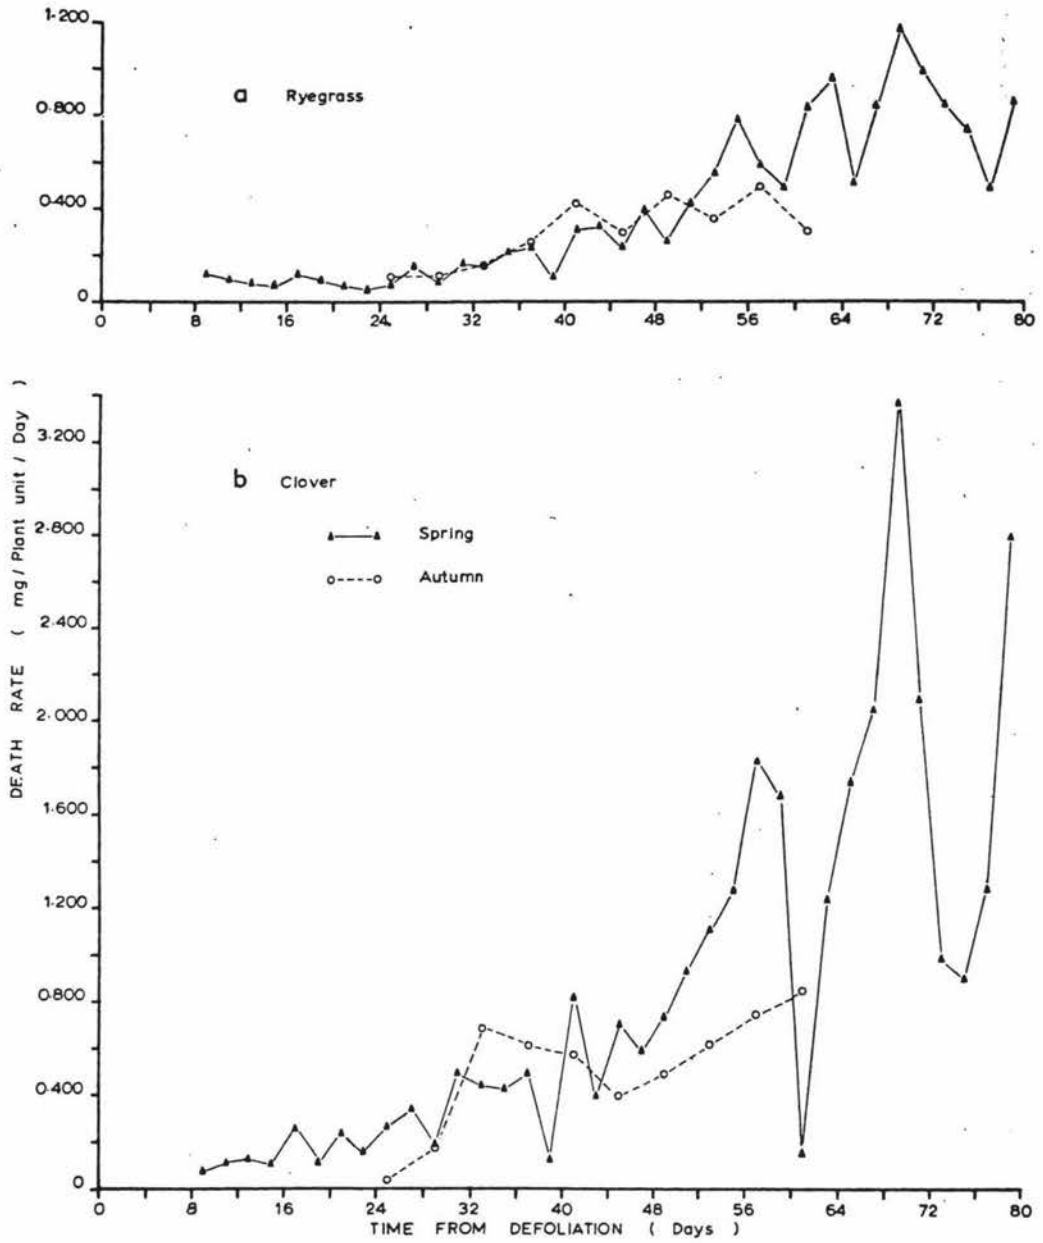 1·200
a Ryegrass
0·800
0·400
0
0 8 16 24 32 40 48 56 64 72 80
DEATH RATE ( mg / Plant unit / Day )
3·200
b Clover
2·800
Spring
Autumn
2·400
2·000
1·600
1·200
0·800
0·400
0
0 8 16 24 32 40 48 56 64 72 80
TIME FROM DEFOLIATION ( Days )